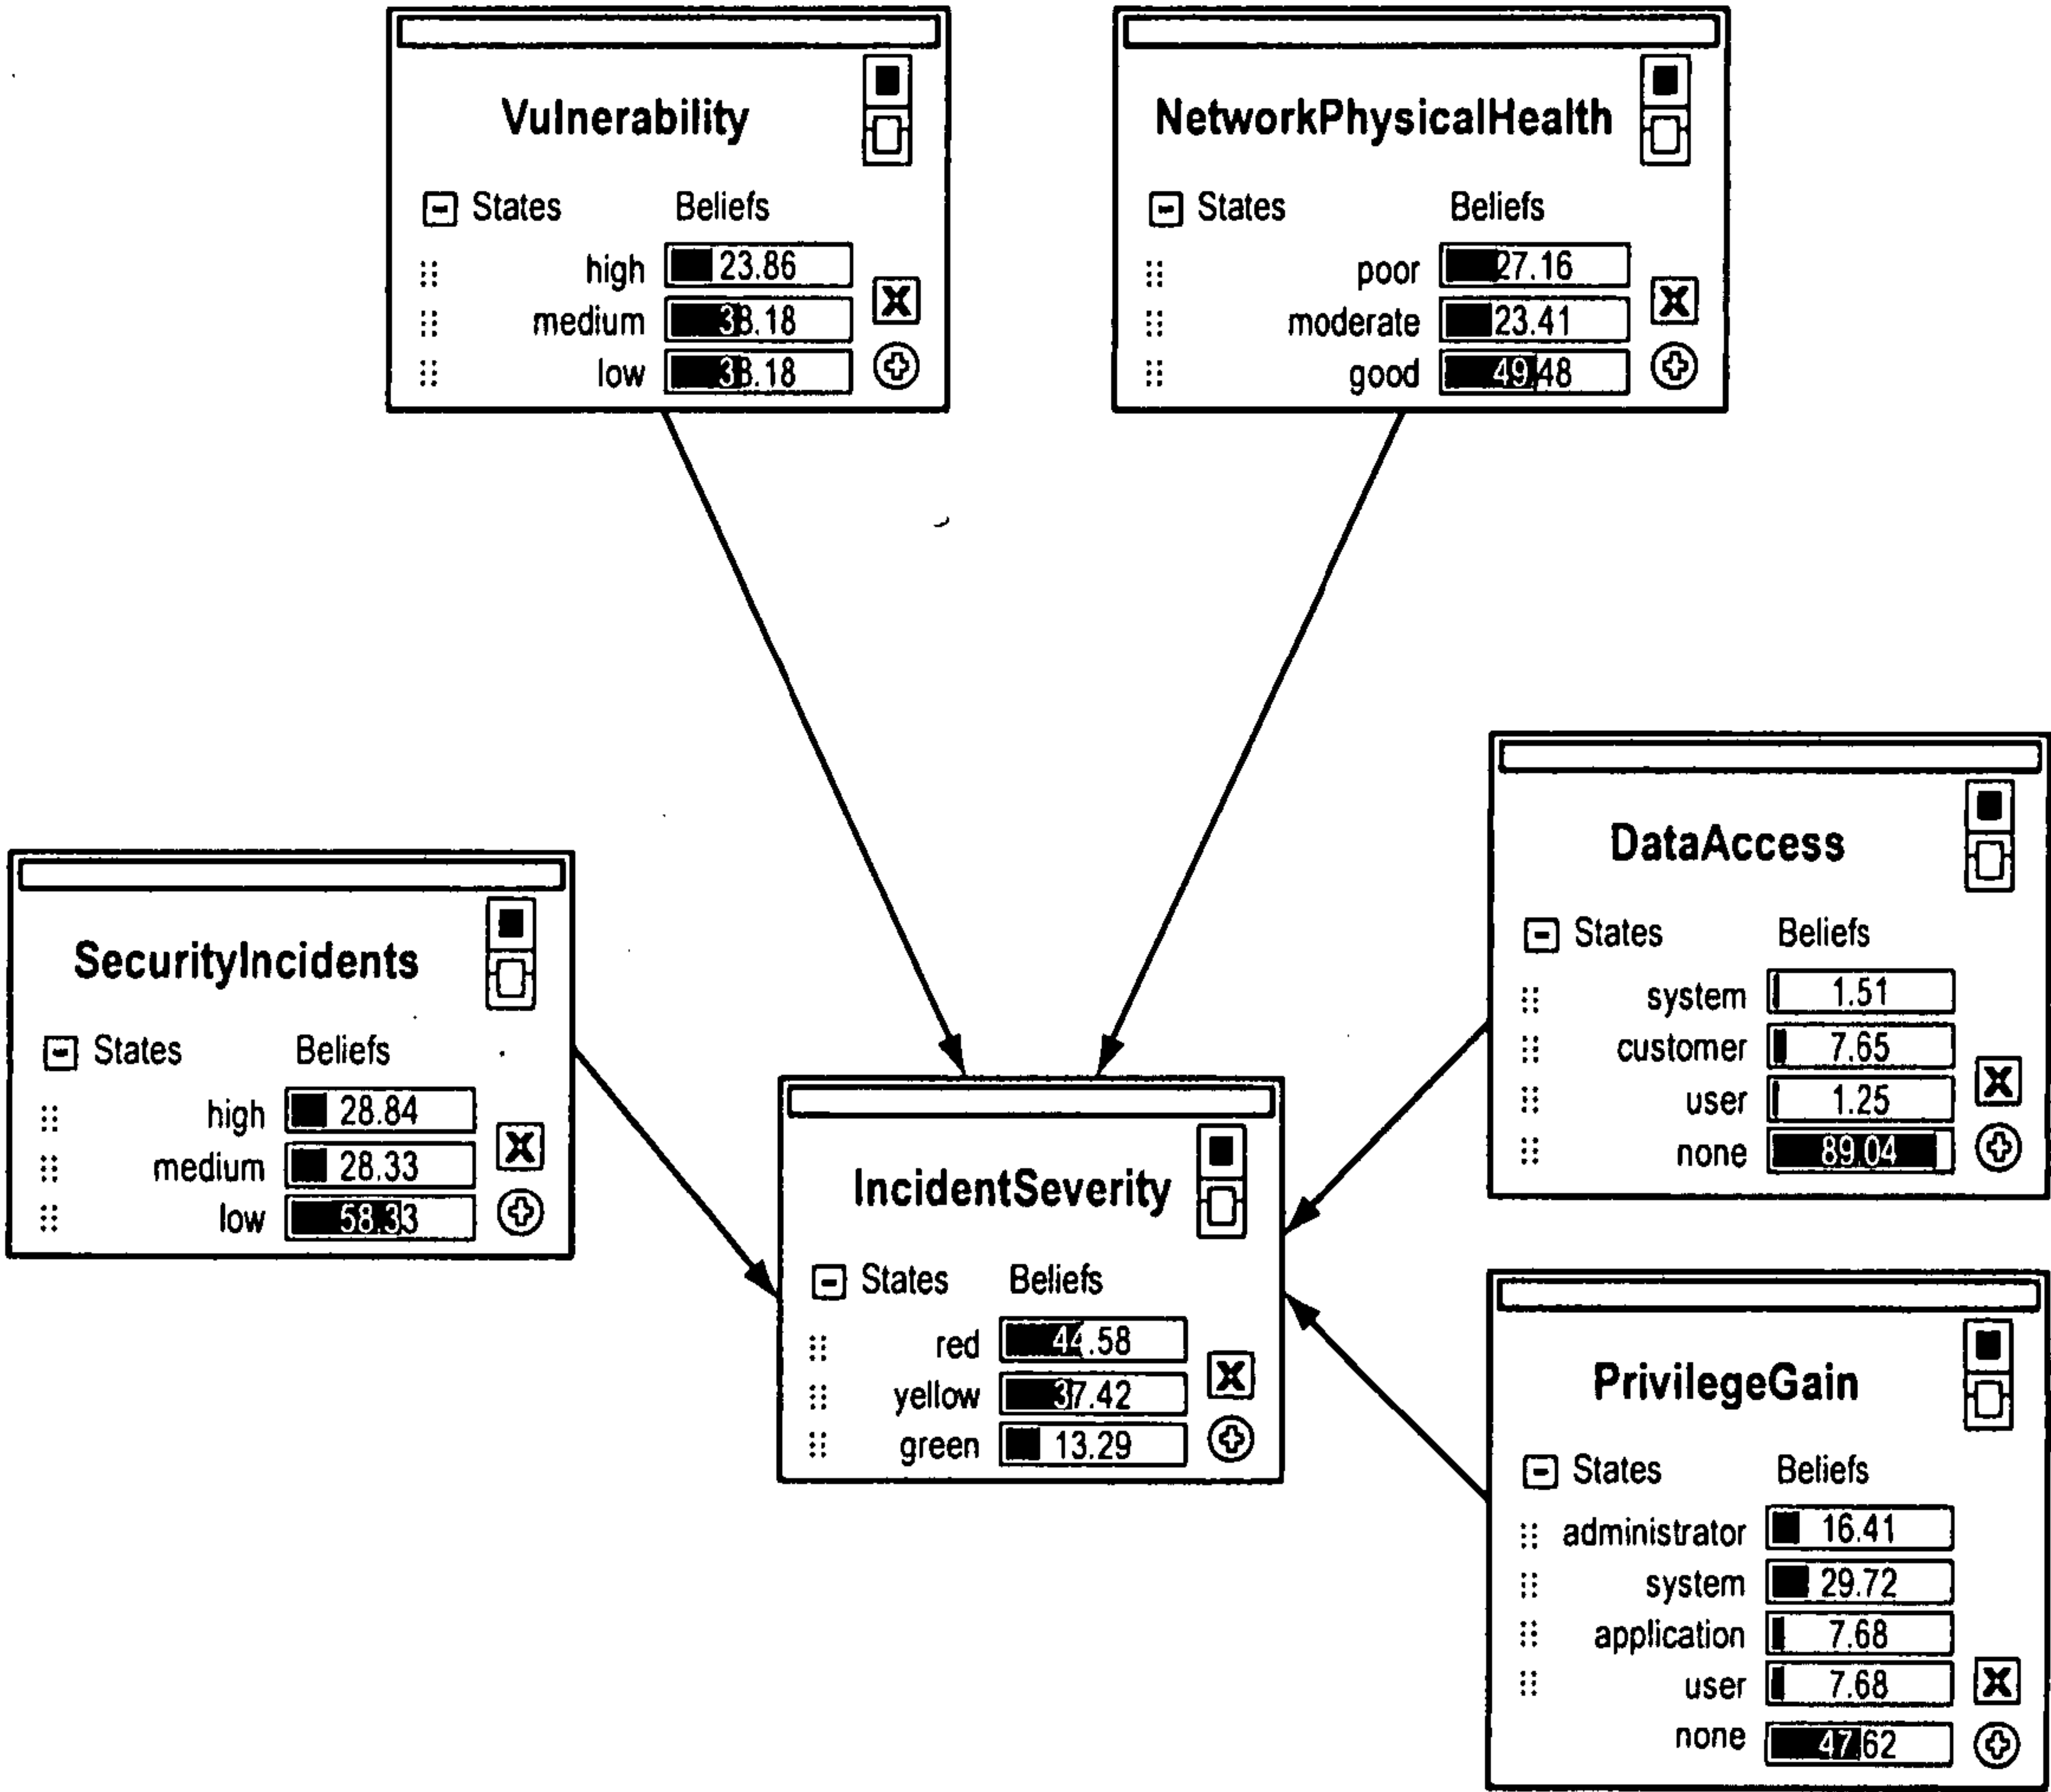 Vulnerability
States Beliefs
high 23.86
medium 38.18
low 38.18
NetworkPhysicalHealth
States Beliefs
poor 27.16
moderate 23.41
good 49.48
SecurityIncidents
States Beliefs
high 28.84
medium 28.33
low 58.33
DataAccess
States Beliefs
system 1.51
customer 7.65
user 1.25
none 89.04
IncidentSeverity
States Beliefs
red 44.58
yellow 37.42
green 13.29
PrivilegeGain
States Beliefs
administrator 16.41
system 29.72
application 7.68
user 7.68
none 47.62